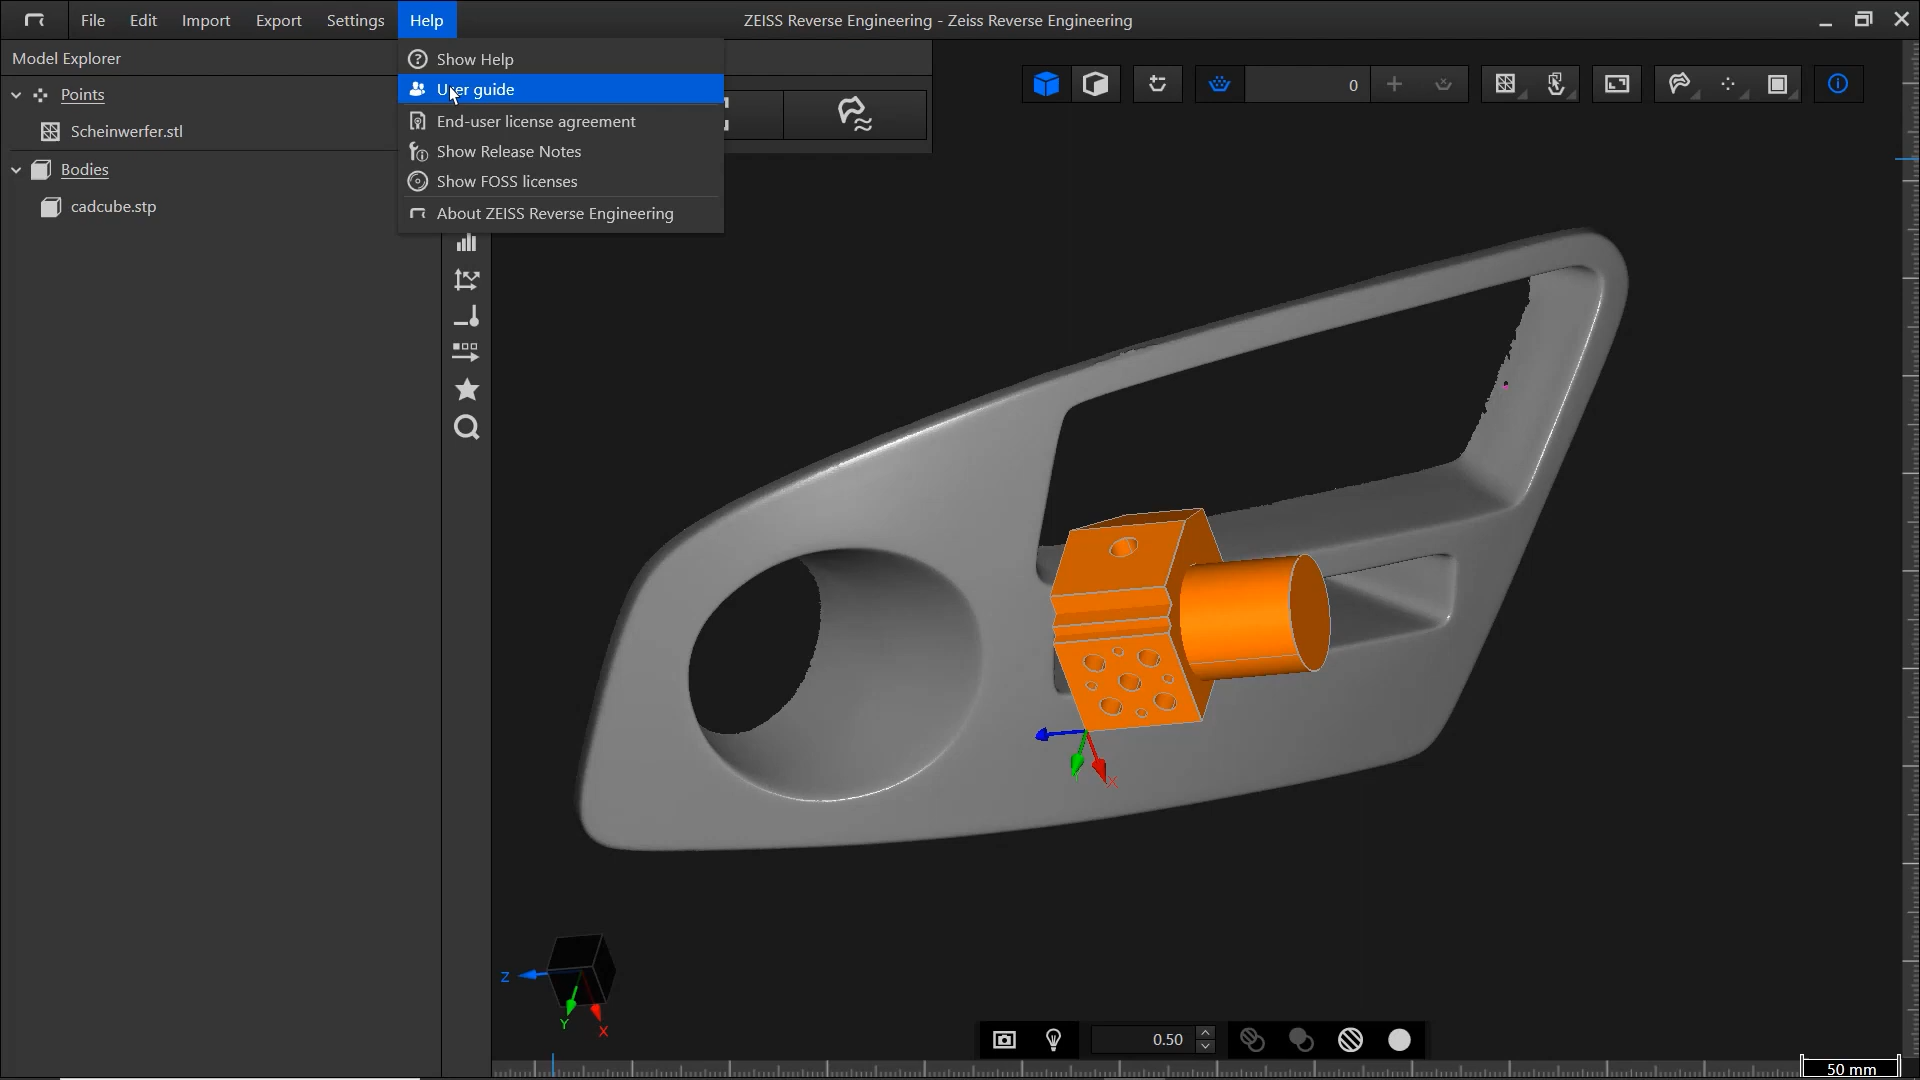 File Edit Import Export Settings Help ZEISS Reverse Engineering - Zeiss Reverse Engineering
Model Explorer
Points
Scheinwerfer.stl
Bodies
cadcube.stp
Show Help
User guide
End-user license agreement
Show Release Notes
Show FOSS licenses
About ZEISS Reverse Engineering
0
X
Z
Y
X
0.50
50 mm